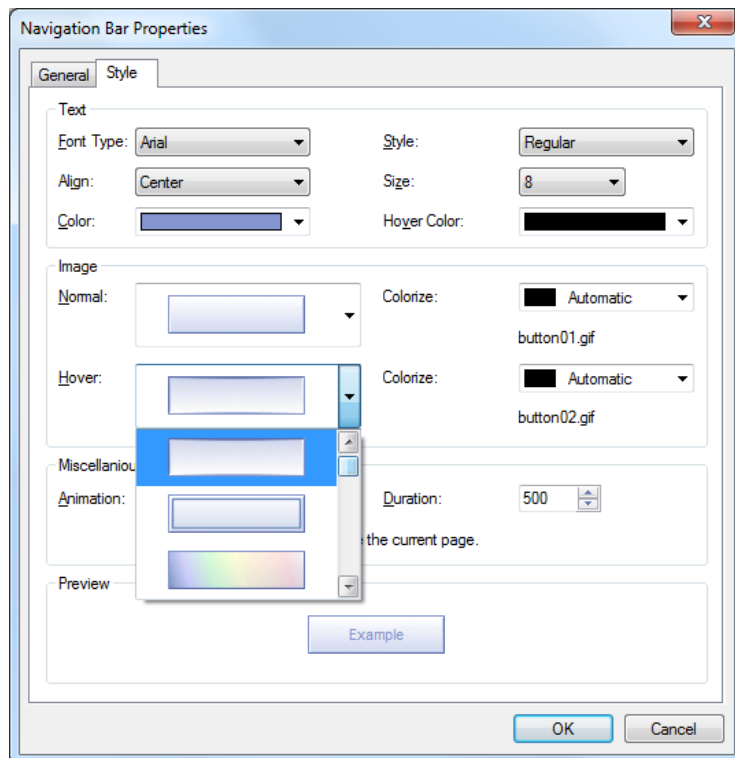 Navigation Bar Properties
General Style
Text
Font Type: Arial Style: Regular
Align: Center Size: 8
Color: Hover Color:
Image
Normal: Colorize: Automatic
button01.gif
Hover: Colorize: Automatic
button02.gif
Miscellaniou
Animation: Duration: 500
the current page.
Preview
Example
OK Cancel